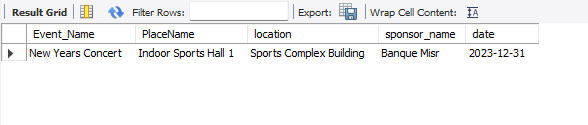 Result Grid Filter Rows: Export: Wrap Cell Content: IA
Event_Name PlaceName location sponsor_name date
New Years Concert Indoor Sports Hall 1 Sports Complex Building Banque Misr 2023-12-31